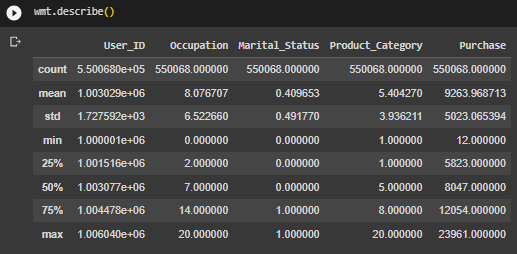 wmt.describe()
User_ID Occupation Marital_Status Product_Category Purchase
count 5.500680e+05 550068.000000 550068.000000 550068.000000 550068.000000
mean 1.003029e+06 8.076707 0.409653 5.404270 9263.968713
std 1.727592e+03 6.522660 0.491770 3.936211 5023.065394
min 1.000001e+06 0.000000 0.000000 1.000000 12.000000
25% 1.001516e+06 2.000000 0.000000 1.000000 5823.000000
50% 1.003077e+06 7.000000 0.000000 5.000000 8047.000000
75% 1.004478e+06 14.000000 1.000000 8.000000 12054.000000
max 1.006040e+06 20.000000 1.000000 20.000000 23961.000000